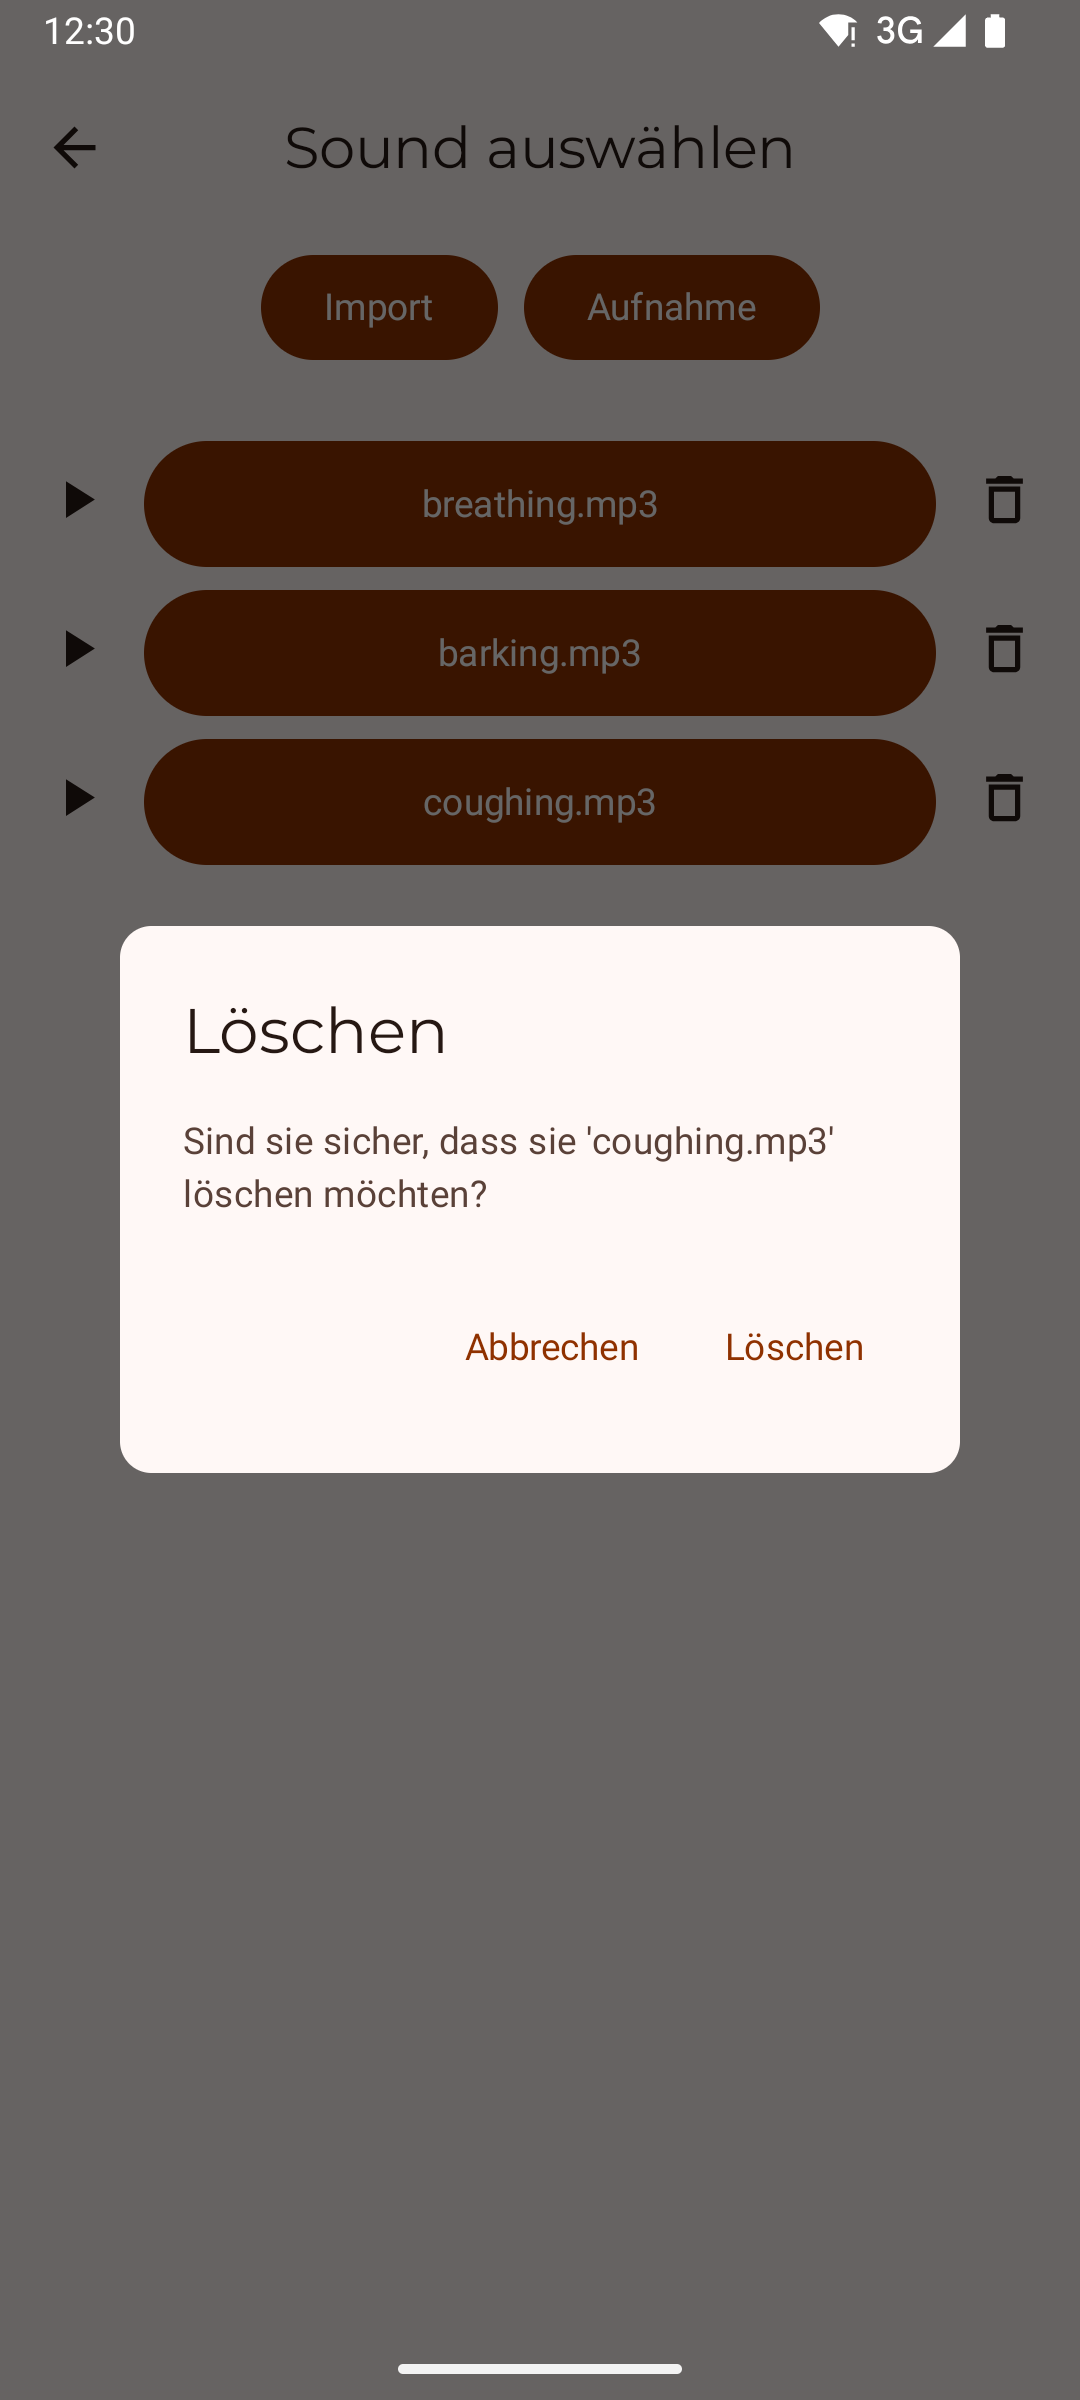 12:30
3G
Sound auswählen
Import
Aufnahme
breathing.mp3
barking.mp3
coughing.mp3
Löschen
Sind sie sicher, dass sie 'coughing.mp3'
löschen möchten?
Abbrechen
Löschen